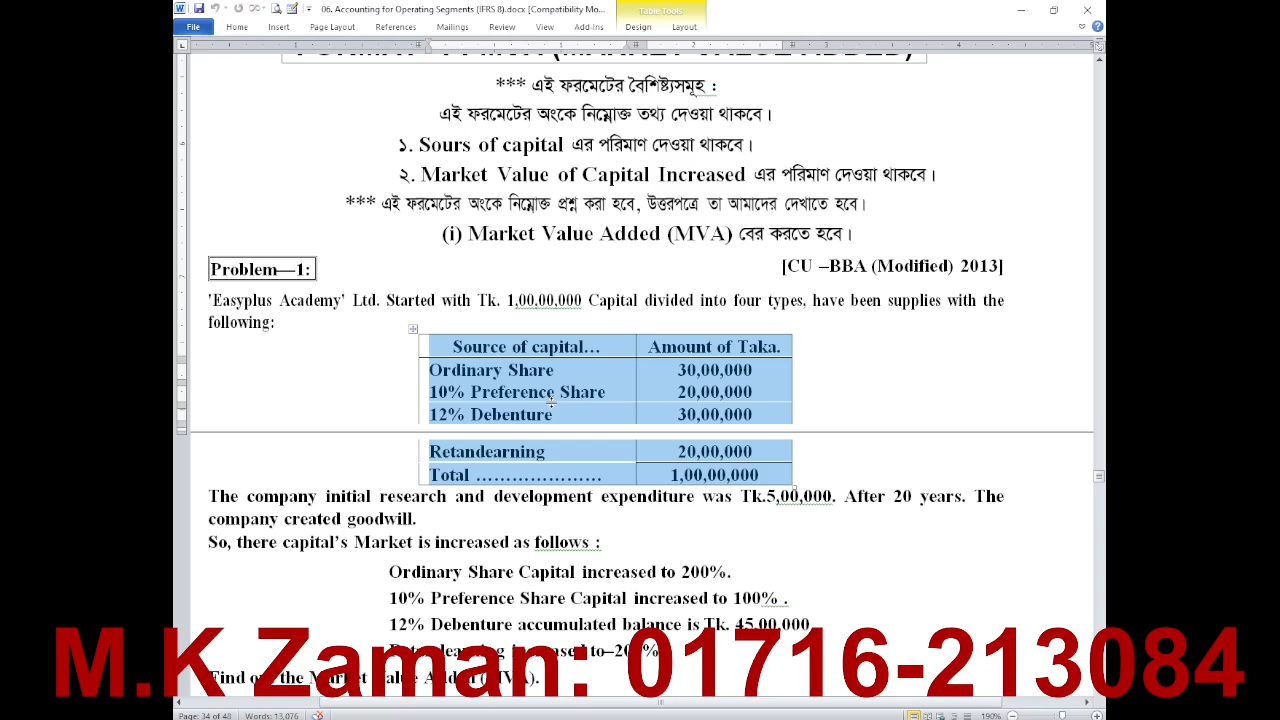 06. Accounting for Operating Segments (IFRS 8).docx [Compatibility Mo...
Table Tools
File Home Insert Page Layout References Mailings Review View Add-Ins Design Layout
*** এই ফরমেটের বৈশিষ্ট্যসমূহ :
এই ফরমেটের অংকে নিম্নোক্ত তথ্য দেওয়া থাকবে।
১. Sours of capital এর পরিমাণ দেওয়া থাকবে।
২. Market Value of Capital Increased এর পরিমাণ দেওয়া থাকবে।
*** এই ফরমেটের অংকে নিম্নোক্ত প্রশ্ন করা হবে, উত্তরপত্রে তা আমাদের দেখাতে হবে।
(i) Market Value Added (MVA) বের করতে হবে।
Problem—1: [CU –BBA (Modified) 2013]
'Easyplus Academy' Ltd. Started with Tk. 1,00,00,000 Capital divided into four types, have been supplies with the
following:
Source of capital… Amount of Taka.
Ordinary Share 30,00,000
10% Preference Share 20,00,000
12% Debenture 30,00,000
Retandearning 20,00,000
Total ………………… 1,00,00,000
The company initial research and development expenditure was Tk.5,00,000. After 20 years. The
company created goodwill.
So, there capital's Market is increased as follows :
Ordinary Share Capital increased to 200%.
10% Preference Share Capital increased to 100% .
12% Debenture accumulated balance is Tk. 45,00,000
M.K Zaman: 01716-213084
Page: 34 of 48 Words: 13,076 190%